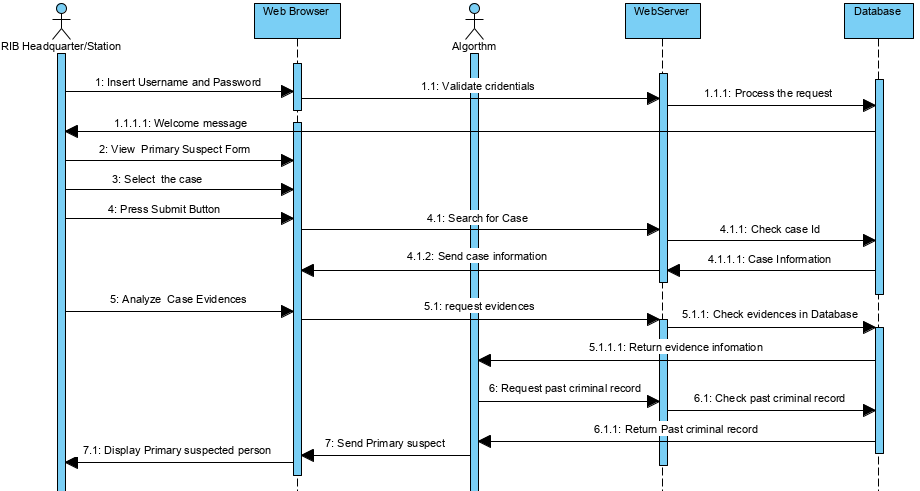 Web Browser
WebServer
Database
RIB Headquarter/Station
Algorthm
1: Insert Username and Password
1.1: Validate cridentials
1.1.1: Process the request
1.1.1.1: Welcome message
2: View Primary Suspect Form
3: Select the case
4: Press Submit Button
4.1: Search for Case
4.1.1: Check case Id
4.1.2: Send case information
4.1.1.1: Case Information
5: Analyze Case Evidences
5.1: request evidences
5.1.1: Check evidences in Database
5.1.1.1: Return evidence infomation
6: Request past criminal record
6.1: Check past criminal record
6.1.1: Return Past criminal record
7: Send Primary suspect
7.1: Display Primary suspected person